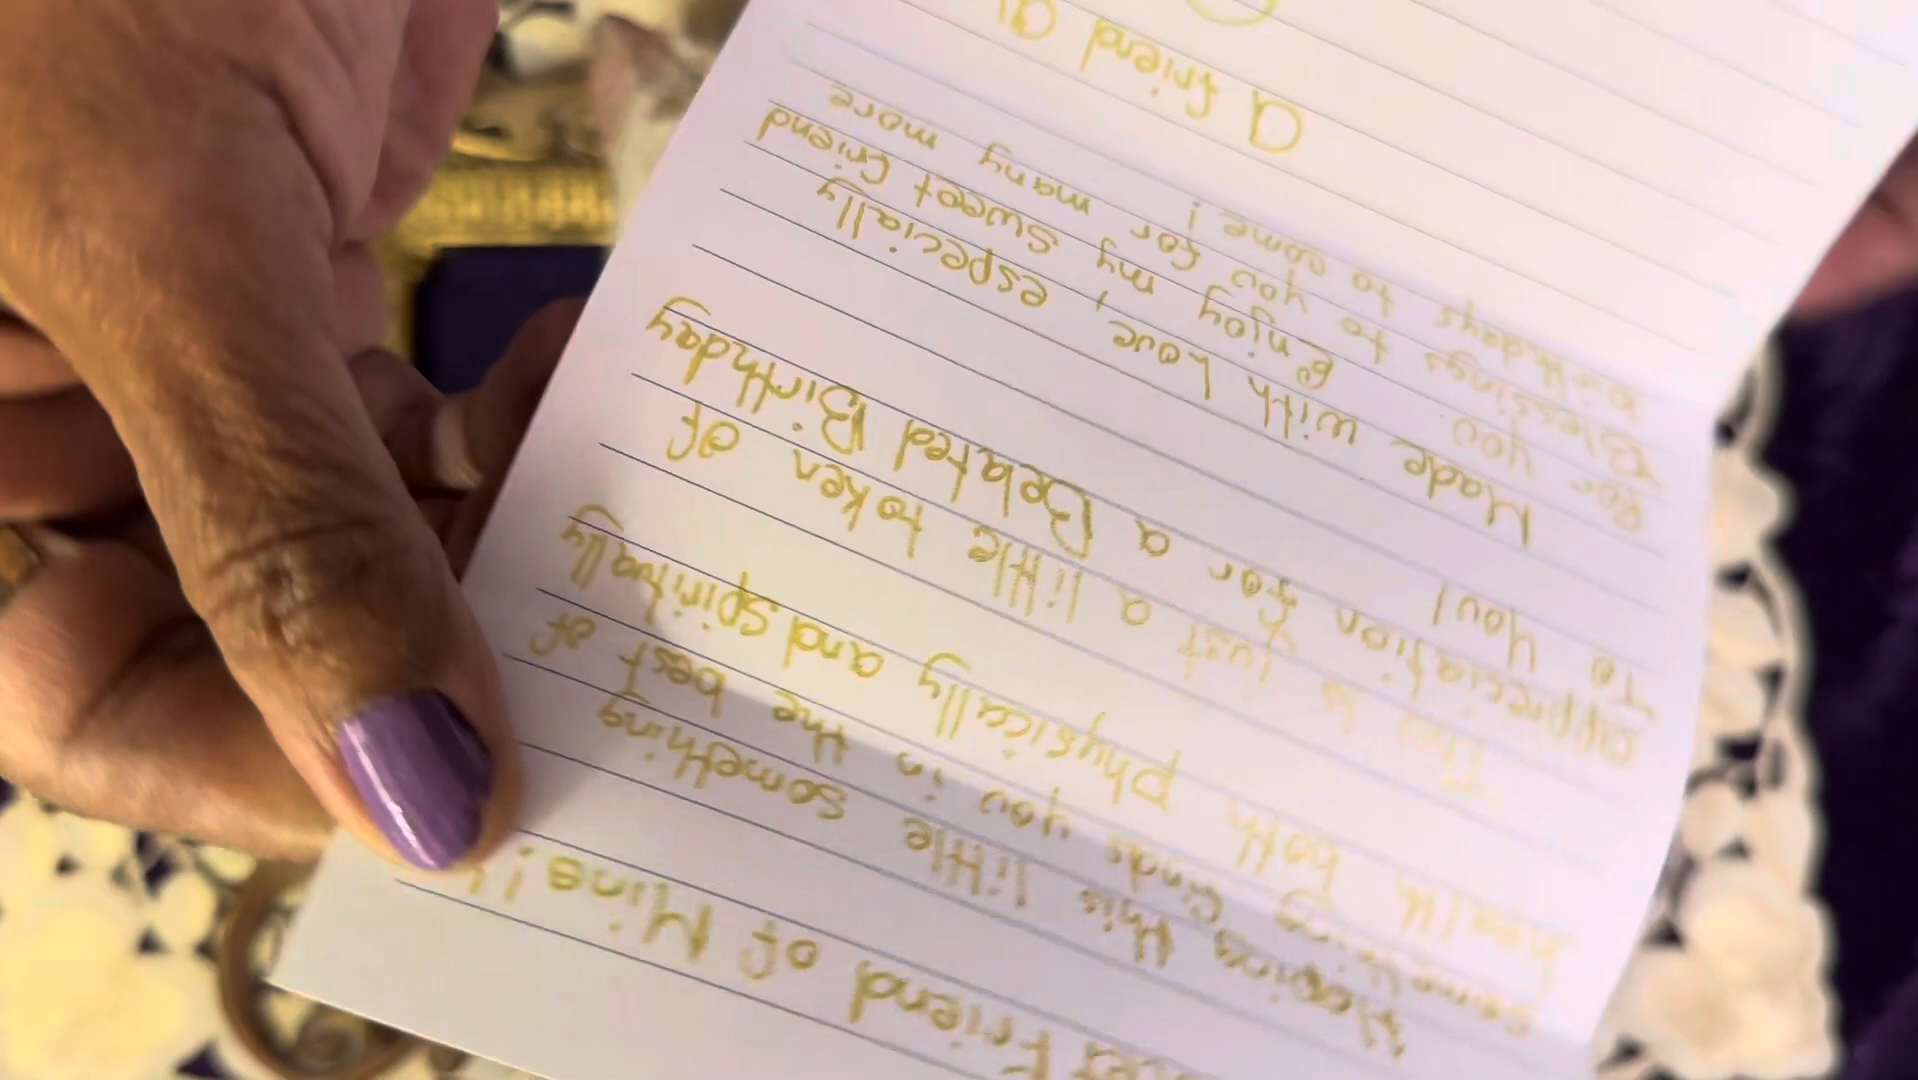 Friend of Mine!
Hoping this little something
something finds you in the best of
health both physically and spiritually
This is just a little token of
appreciation for a Belated Birthday
To you!
Made with Love, especially
For you. Enjoy my sweet friend
Blessings to you for many more
Birthdays to come!
A friend